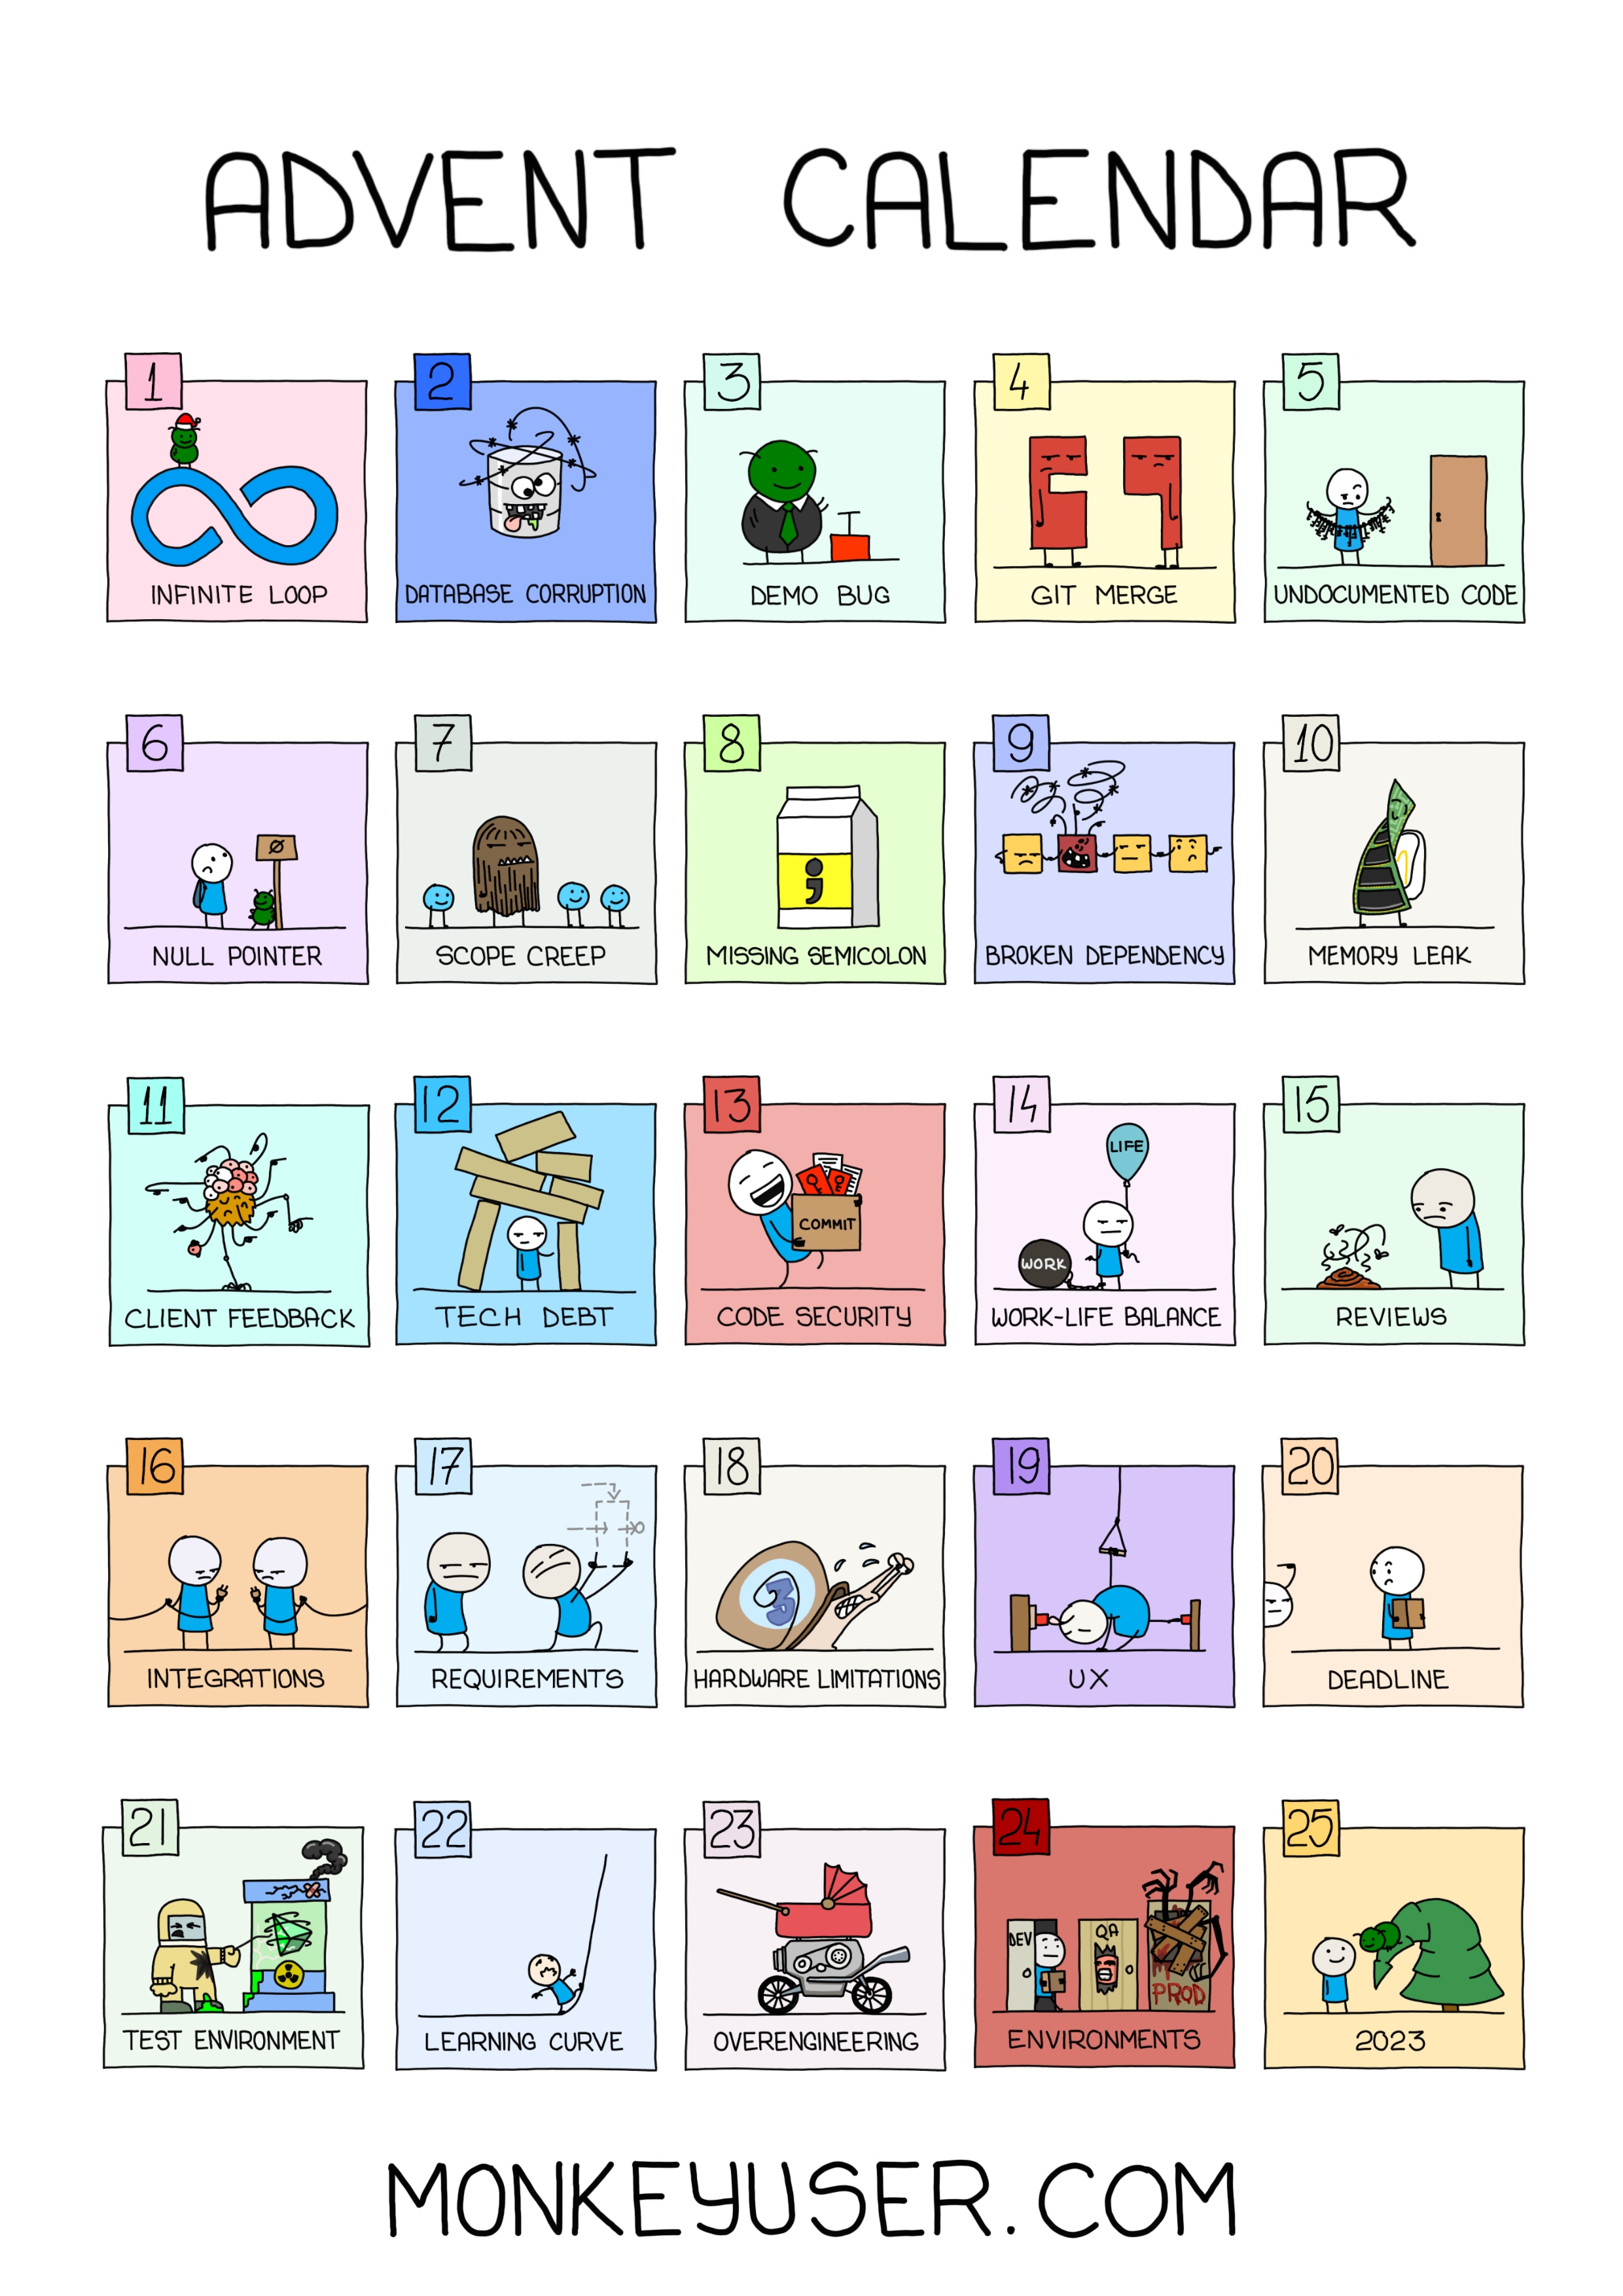 ADVENT CALENDAR
1
INFINITE LOOP
2
DATABASE CORRUPTION
3
DEMO BUG
4
GIT MERGE
5
UNDOCUMENTED CODE
6
Ø
NULL POINTER
7
SCOPE CREEP
8
;
MISSING SEMICOLON
9
BROKEN DEPENDENCY
10
MEMORY LEAK
11
CLIENT FEEDBACK
12
TECH DEBT
13
COMMIT
CODE SECURITY
14
LIFE
WORK
WORK-LIFE BALANCE
15
REVIEWS
16
INTEGRATIONS
17
REQUIREMENTS
18
3
HARDWARE LIMITATIONS
19
UX
20
DEADLINE
21
TEST ENVIRONMENT
22
LEARNING CURVE
23
OVERENGINEERING
24
DEV
QA
PROD
ENVIRONMENTS
25
2023
MONKEYUSER.COM